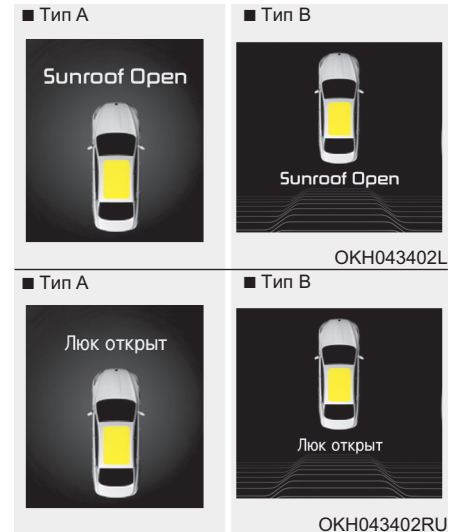 ■ Тип A
■ Тип B
Sunroof Open
Sunroof Open
OKH043402L
■ Тип A
■ Тип B
Люк открыт
Люк открыт
OKH043402RU